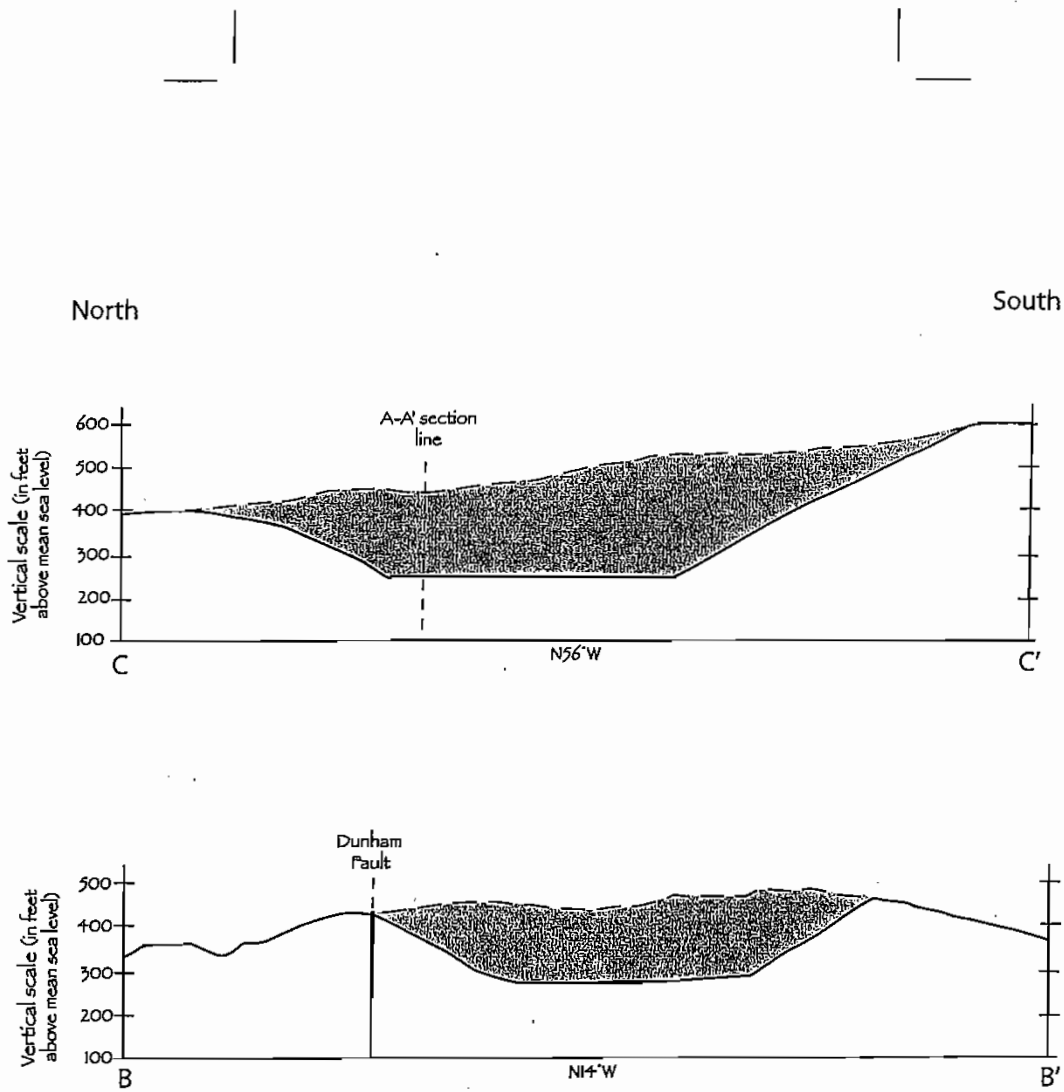 North
South
A-A' section
line
600
500
400
300
200
100
Vertical scale (in feet
above mean sea level)
C
N56°W
C'
Dunham
Fault
500
400
300
200
100
Vertical scale (in feet
above mean sea level)
B
N14°W
B'